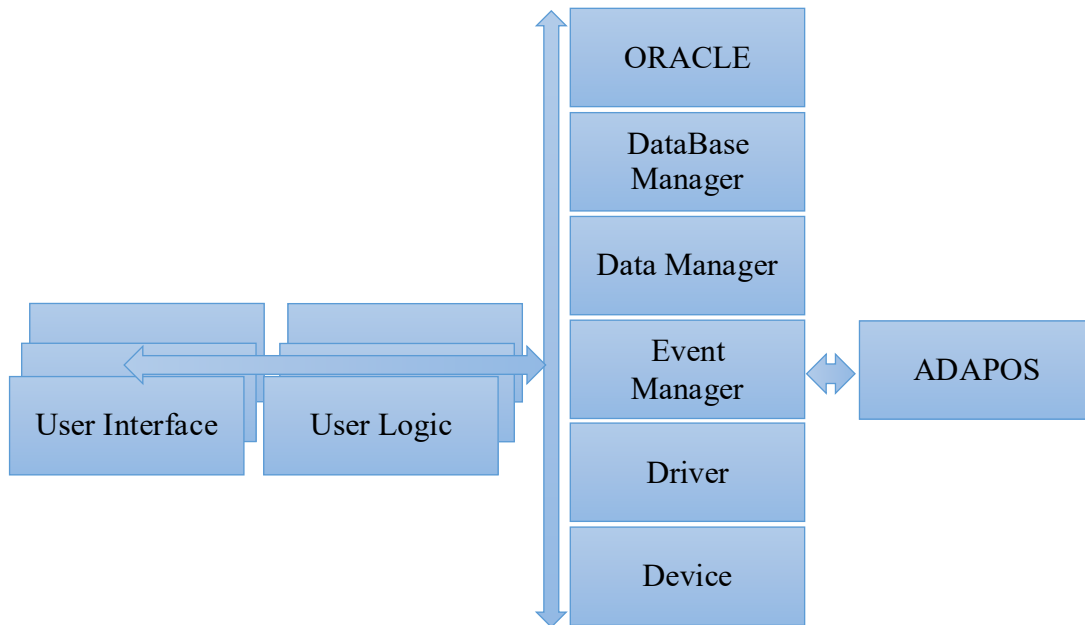 ORACLE
DataBase
Manager
Data Manager
Event
Manager
ADAPOS
User Interface
User Logic
Driver
Device